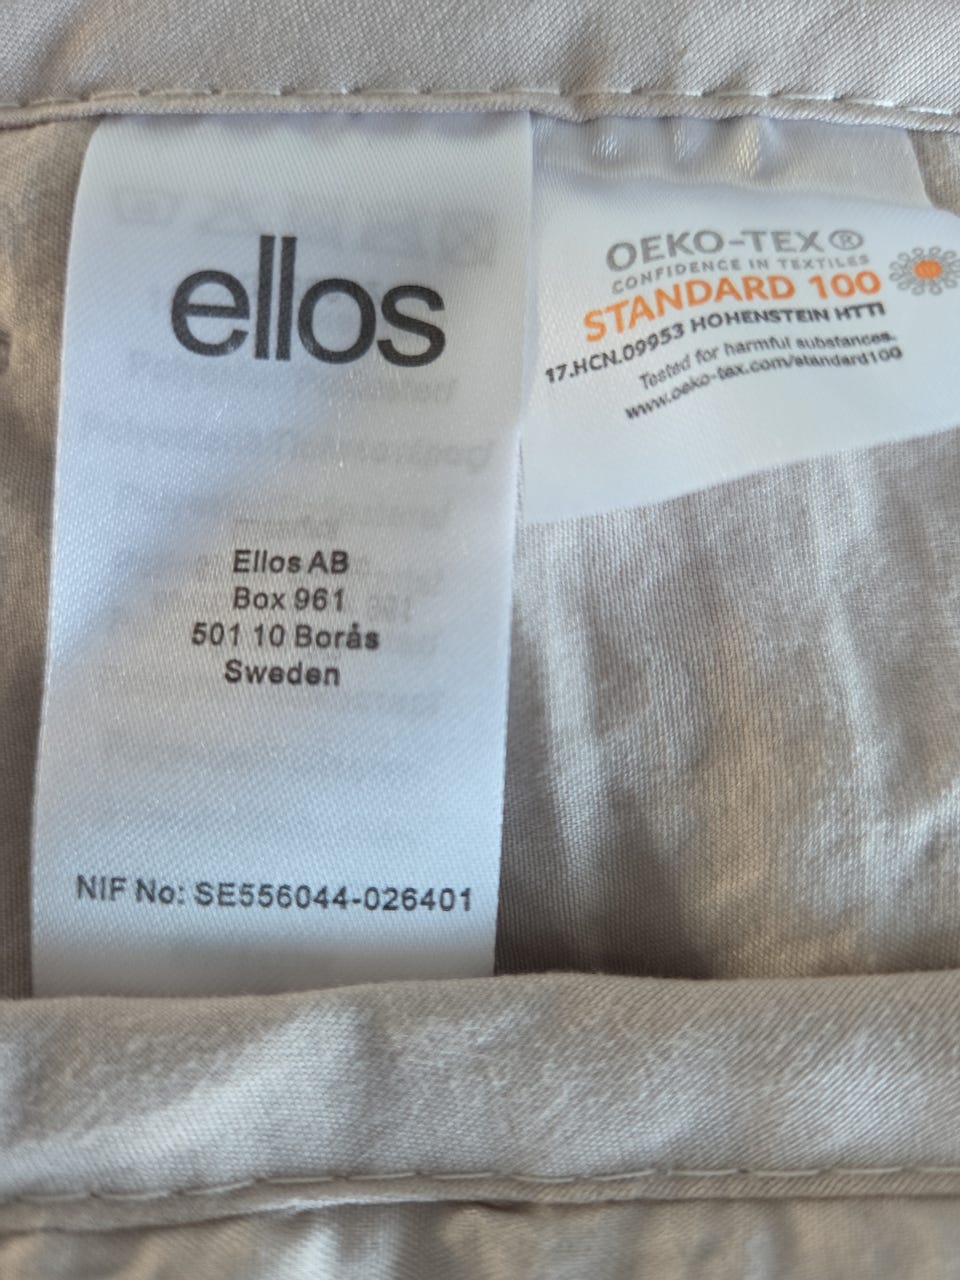 ellos
Ellos AB
Box 961
501 10 Borås
Sweden
NIF No: SE556044-026401
OEKO-TEX®
CONFIDENCE IN TEXTILES
STANDARD 100
17.HCN.09953 HOHENSTEIN HTTI
Tested for harmful substances.
www.oeko-tex.com/standard100